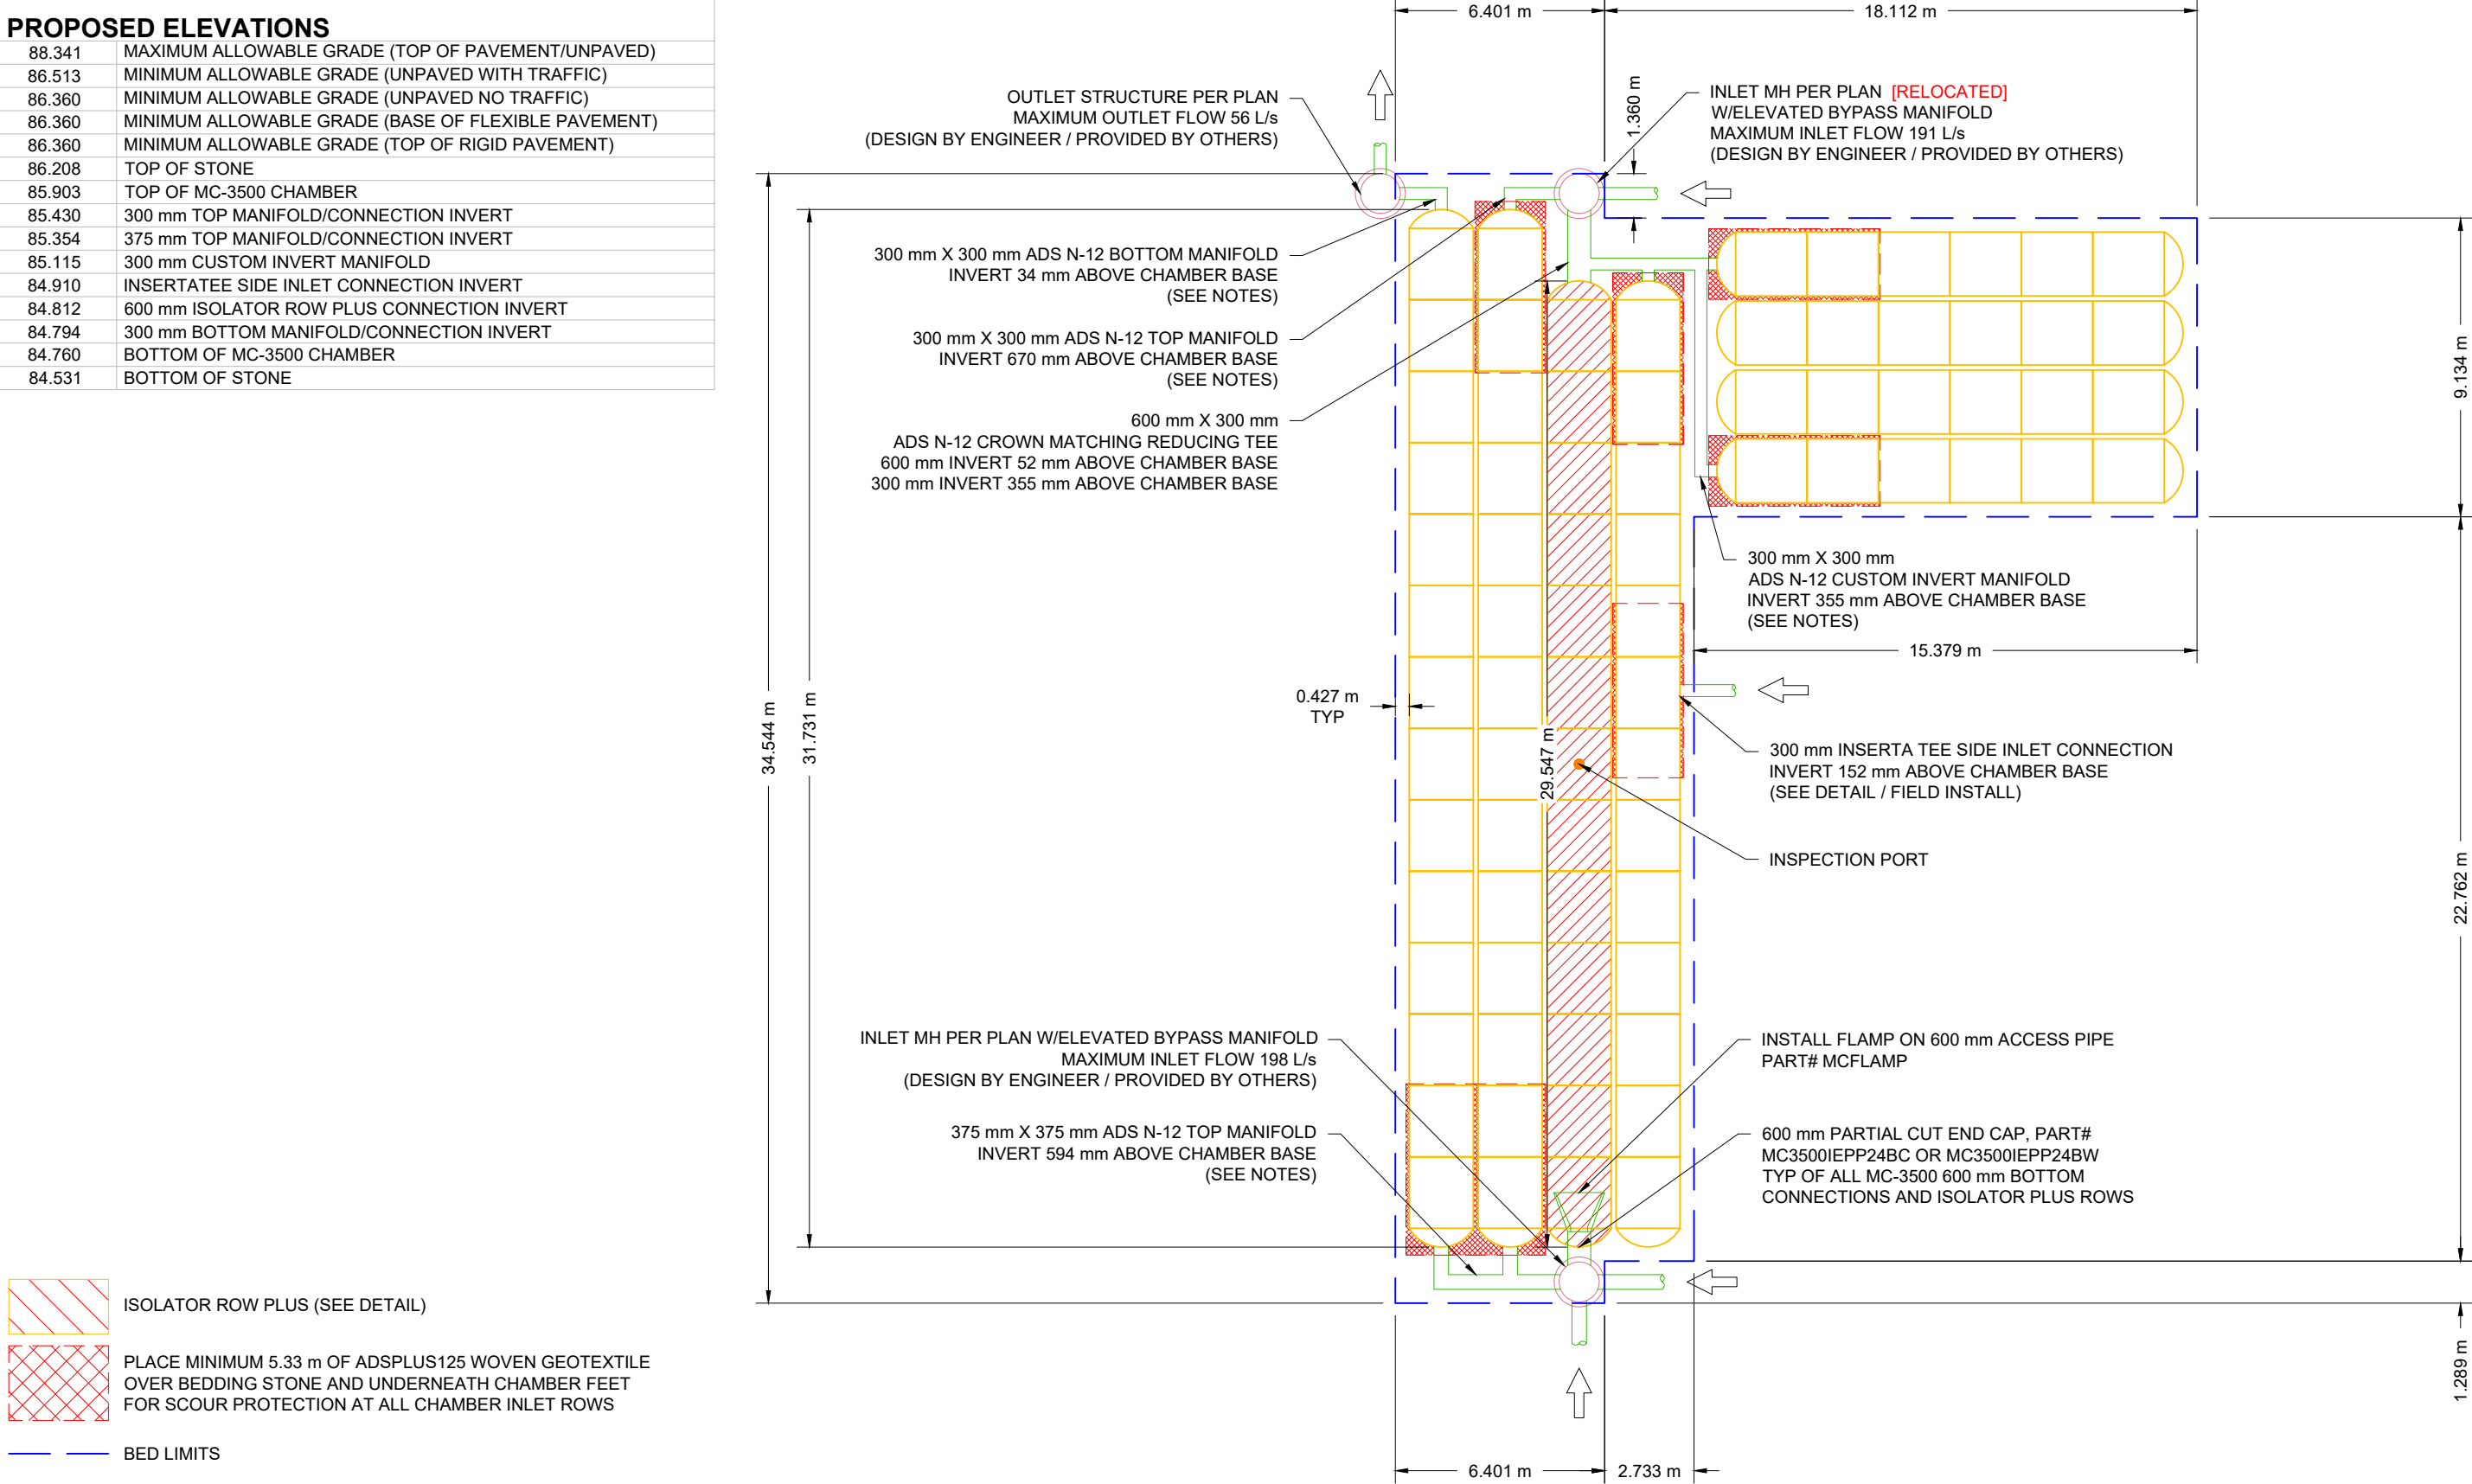 PROPOSED ELEVATIONS
88.341 MAXIMUM ALLOWABLE GRADE (TOP OF PAVEMENT/UNPAVED)
86.513 MINIMUM ALLOWABLE GRADE (UNPAVED WITH TRAFFIC)
86.360 MINIMUM ALLOWABLE GRADE (UNPAVED NO TRAFFIC)
86.360 MINIMUM ALLOWABLE GRADE (BASE OF FLEXIBLE PAVEMENT)
86.360 MINIMUM ALLOWABLE GRADE (TOP OF RIGID PAVEMENT)
86.208 TOP OF STONE
85.903 TOP OF MC-3500 CHAMBER
85.430 300 mm TOP MANIFOLD/CONNECTION INVERT
85.354 375 mm TOP MANIFOLD/CONNECTION INVERT
85.115 300 mm CUSTOM INVERT MANIFOLD
84.910 INSERTATEE SIDE INLET CONNECTION INVERT
84.812 600 mm ISOLATOR ROW PLUS CONNECTION INVERT
84.794 300 mm BOTTOM MANIFOLD/CONNECTION INVERT
84.760 BOTTOM OF MC-3500 CHAMBER
84.531 BOTTOM OF STONE
6.401 m
18.112 m
OUTLET STRUCTURE PER PLAN
MAXIMUM OUTLET FLOW 56 L/s
(DESIGN BY ENGINEER / PROVIDED BY OTHERS)
1.360 m
INLET MH PER PLAN [RELOCATED]
W/ELEVATED BYPASS MANIFOLD
MAXIMUM INLET FLOW 191 L/s
(DESIGN BY ENGINEER / PROVIDED BY OTHERS)
300 mm X 300 mm ADS N-12 BOTTOM MANIFOLD
INVERT 34 mm ABOVE CHAMBER BASE
(SEE NOTES)
300 mm X 300 mm ADS N-12 TOP MANIFOLD
INVERT 670 mm ABOVE CHAMBER BASE
(SEE NOTES)
600 mm X 300 mm
ADS N-12 CROWN MATCHING REDUCING TEE
600 mm INVERT 52 mm ABOVE CHAMBER BASE
300 mm INVERT 355 mm ABOVE CHAMBER BASE
9.134 m
300 mm X 300 mm
ADS N-12 CUSTOM INVERT MANIFOLD
INVERT 355 mm ABOVE CHAMBER BASE
(SEE NOTES)
15.379 m
34.544 m
31.731 m
0.427 m
TYP
29.547 m
300 mm INSERTA TEE SIDE INLET CONNECTION
INVERT 152 mm ABOVE CHAMBER BASE
(SEE DETAIL / FIELD INSTALL)
INSPECTION PORT
22.762 m
INLET MH PER PLAN W/ELEVATED BYPASS MANIFOLD
MAXIMUM INLET FLOW 198 L/s
(DESIGN BY ENGINEER / PROVIDED BY OTHERS)
INSTALL FLAMP ON 600 mm ACCESS PIPE
PART# MCFLAMP
375 mm X 375 mm ADS N-12 TOP MANIFOLD
INVERT 594 mm ABOVE CHAMBER BASE
(SEE NOTES)
600 mm PARTIAL CUT END CAP, PART#
MC3500IEPP24BC OR MC3500IEPP24BW
TYP OF ALL MC-3500 600 mm BOTTOM
CONNECTIONS AND ISOLATOR PLUS ROWS
ISOLATOR ROW PLUS (SEE DETAIL)
PLACE MINIMUM 5.33 m OF ADSPLUS125 WOVEN GEOTEXTILE
OVER BEDDING STONE AND UNDERNEATH CHAMBER FEET
FOR SCOUR PROTECTION AT ALL CHAMBER INLET ROWS
BED LIMITS
1.289 m
6.401 m
2.733 m